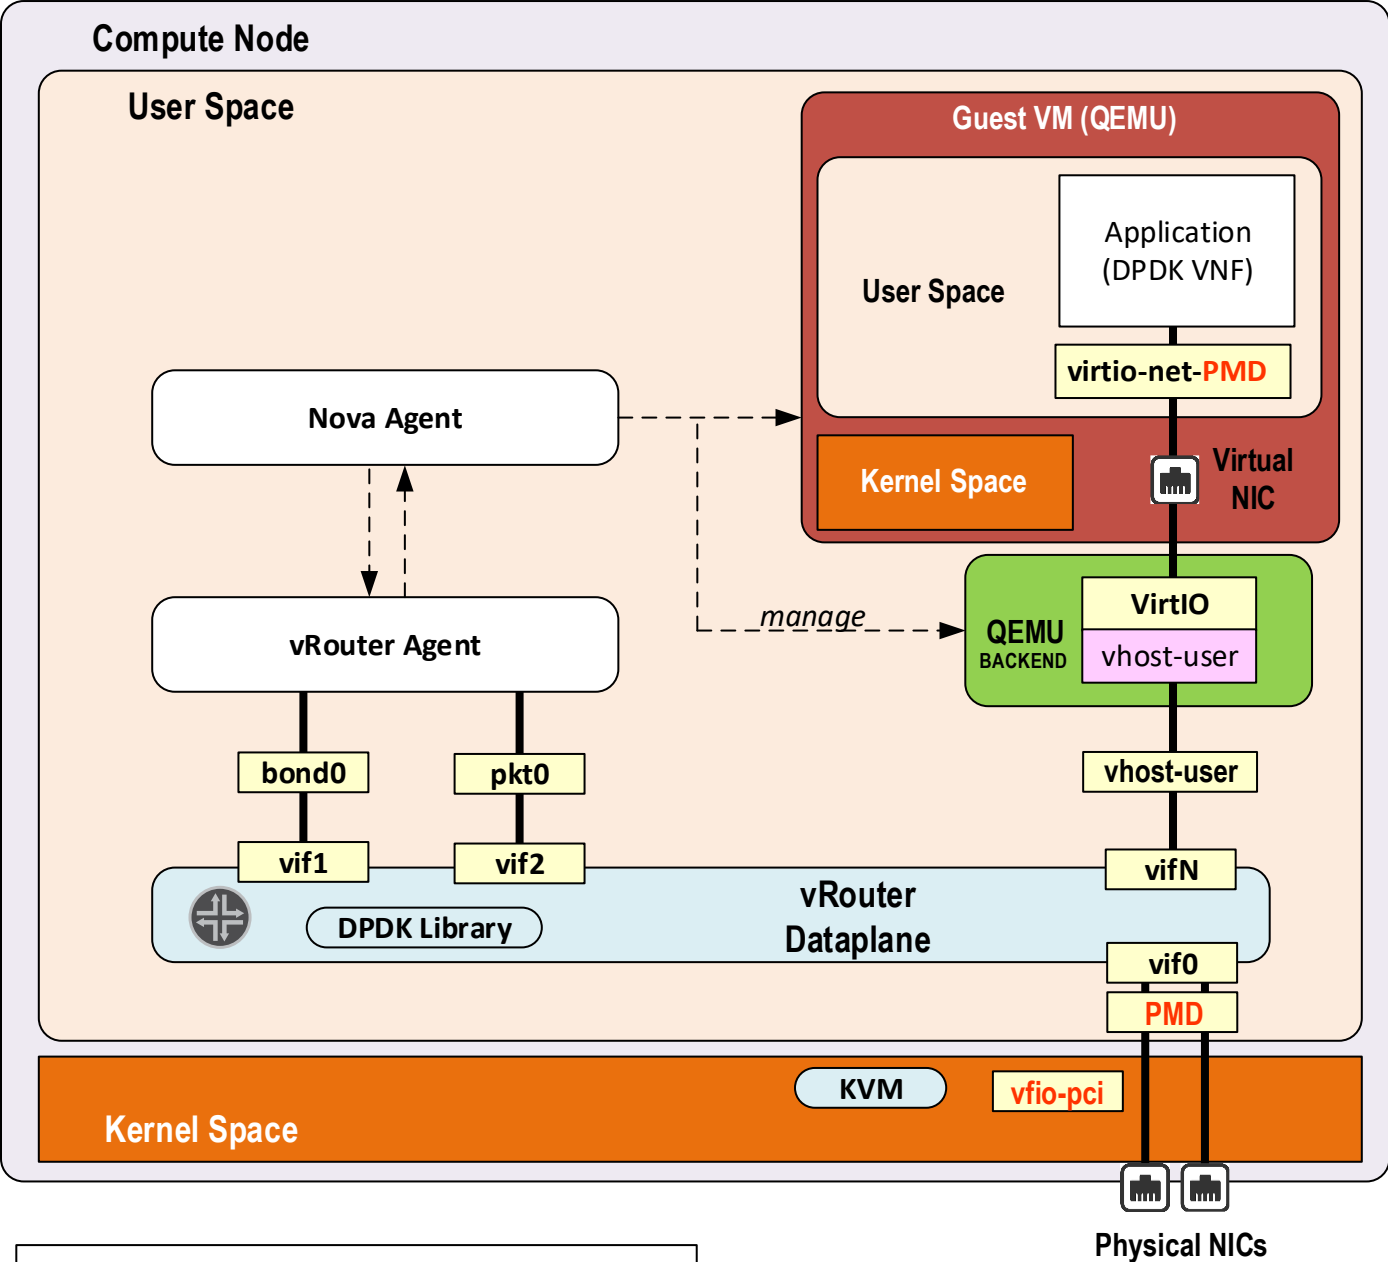 Compute Node
User Space
Guest VM (QEMU)
Application
(DPDK VNF)
User Space
virtio-net-PMD
Nova Agent
Kernel Space
Virtual
NIC
VirtIO
manage
QEMU
BACKEND
vhost-user
vRouter Agent
bond0
pkt0
vhost-user
vif1
vif2
vifN
vRouter
Dataplane
DPDK Library
vif0
PMD
KVM
vfio-pci
Kernel Space
Physical NICs